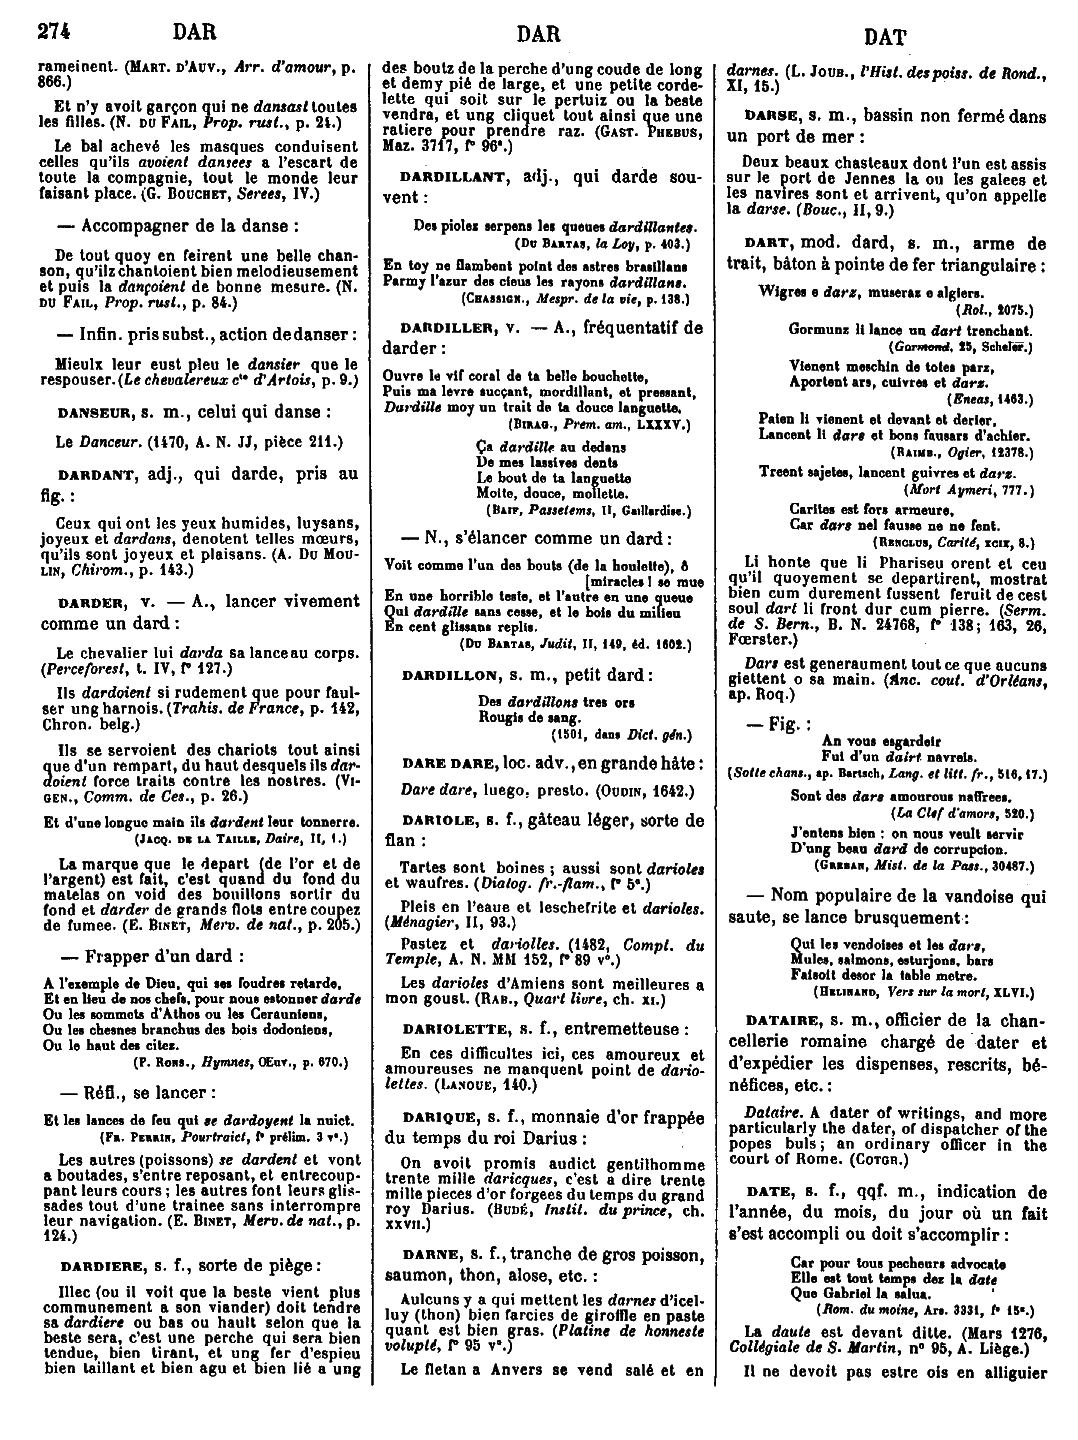 274 DAR DAR DAT
rameinent. (MART. D'AUV., Arr. d'amour, p.
866.)
Et n'y avoit garçon qui ne dansast toutes
les filles. (N. DU FAIL, Prop. rust., p. 24.)
Le bal achevé les masques conduisent
celles qu'ils avoient dansees a l'escart de
toute la compagnie, tout le monde leur
faisant place. (G. BOUCHET, Serees, IV.)
— Accompagner de la danse :
De tout quoy en feirent une belle chan-
son, qu'ilz chantoient bien melodieusement
et puis la dançoient de bonne mesure. (N.
DU FAIL, Prop. rust., p. 84.)
— Infin. pris subst., action de danser :
Mieulx leur eust pleu le dansier que le
respouser. (Le chevalereux cte d'Artois, p. 9.)
DANSEUR, s. m., celui qui danse :
Le Danceur. (1470, A. N. JJ, pièce 211.)
DARDANT, adj., qui darde, pris au
fig. :
Ceux qui ont les yeux humides, luysans,
joyeux et dardans, denotent telles mœurs,
qu'ils sont joyeux et plaisans. (A. DU MOU-
LIN, Chirom., p. 143.)
DARDER, v. — A., lancer vivement
comme un dard :
Le chevalier lui darda sa lance au corps.
(Perceforest, t. IV, f° 127.)
Ils dardoient si rudement que pour faul-
ser ung harnois. (Trahis. de France, p. 142,
Chron. belg.)
Ils se servoient des chariots tout ainsi
que d'un rempart, du haut desquels ils dar-
doient force traits contre les nostres. (VI-
GEN., Comm. de Ces., p. 26.)
Et d'une longue main ils dardent leur tonnerre.
(JACQ. DE LA TAILLE, Daire, II, 1.)
La marque que le depart (de l'or et de
l'argent) est fait, c'est quand du fond du
matelas on void des bouillons sortir du
fond et darder de grands flots entre coupez
de fumee. (E. BINET, Merv. de nat., p. 205.)
— Frapper d'un dard :
A l'exemple de Dieu, qui ses foudres retarde,
Et en lieu de nos chefs, pour nous estonner darde
Ou les sommets d'Athos ou les Cerauniens,
Ou les chesnes branchus des bois dodoniens,
Ou le haut des citez.
(P. RONS., Hymnes, Œuv., p. 670.)
— Réfl., se lancer :
Et les lances de feu qui se dardoyent la nuict.
(FR. PERRIN, Pourtraict, f° prélim. 3 v°.)
Les autres (poissons) se dardent et vont
a boutades, s'entre reposant, et entrecoup-
pant leurs cours ; les autres font leurs glis-
sades tout d'une trainee sans interrompre
leur navigation. (E. BINET, Merv. de nat., p.
124.)
DARDIERE, s. f., sorte de piège :
Illec (ou il voit que la beste vient plus
communement a son viander) doit tendre
sa dardiere ou bas ou hault selon que la
beste sera, c'est une perche qui sera bien
tendue, bien tirant, et ung fer d'espieu
bien taillant et bien agu et bien lié a ung
des boutz de la perche d'ung coude de long
et demy pié de large, et une petite corde-
lette qui soit sur le pertuiz ou la beste
vendra, et ung cliquet tout ainsi que une
ratiere pour prendre raz. (GAST. PHEBUS,
Maz. 3717, f° 96a.)
DARDILLANT, adj., qui darde sou-
vent :
Des piolez serpens les queues dardillantes.
(DU BARTAS, la Loy, p. 403.)
En toy ne flambent point des astres brasillans
Parmy l'azur des cieus les rayons dardillans.
(CHASSIGN., Mespr. de la vie, p. 138.)
DARDILLER, v. — A., fréquentatif de
darder :
Ouvre le vif coral de ta belle bouchette,
Puis ma levre sucçant, mordillant, et pressant,
Dardille moy un trait de ta douce languette.
(BIRAG., Prem. am., LXXXV.)
Ça dardille au dedans
De mes lassives dents
Le bout de ta languette
Molte, douce, mollette.
(BAIF, Passetems, II, Gaillardise.)
— N., s'élancer comme un dard :
Voit comme l'un des bouts (de la houlette), ô
[miracles ! se mue
En une horrible teste, et l'autre en une queue
Qui dardille sans cesse, et le bois du milieu
En cent glissans replis.
(DU BARTAS, Judit, II, 149, éd. 1602.)
DARDILLON, s. m., petit dard :
Des dardillons tres ors
Rougis de sang.
(1501, dans Dict. gén.)
DARE DARE, loc. adv., en grande hâte :
Dare dare, luego, presto. (OUDIN, 1642.)
DARIOLE, s. f., gâteau léger, sorte de
flan :
Tartes sont boines ; aussi sont darioles
et waufres. (Dialog. fr.-flam., f° 5a.)
Pleis en l'eaue et leschefrite et darioles.
(Ménagier, II, 93.)
Pastez et dariolles. (1482, Compt. du
Temple, A. N. MM 152, f° 89 v°.)
Les darioles d'Amiens sont meilleures a
mon goust. (RAB., Quart livre, ch. XI.)
DARIOLETTE, s. f., entremetteuse :
En ces difficultes ici, ces amoureux et
amoureuses ne manquent point de dario-
lettes. (LANOUE, 140.)
DARIQUE, s. f., monnaie d'or frappée
du temps du roi Darius :
On avoit promis audict gentilhomme
trente mille daricques, c'est a dire trente
mille pieces d'or forgees du temps du grand
roy Darius. (BUDÉ, Instit. du prince, ch.
XXVII.)
DARNE, s. f., tranche de gros poisson,
saumon, thon, alose, etc. :
Aulcuns y a qui mettent les darnes d'icel-
luy (thon) bien farcies de giroffle en paste
quant est bien gras. (Platine de honneste
volupté, f° 95 v°.)
Le fletan a Anvers se vend salé et en
darnes. (L. JOUB., l'Hist. des poiss. de Rond.,
XI, 15.)
DARSE, s. m., bassin non fermé dans
un port de mer :
Deux beaux chasteaux dont l'un est assis
sur le port de Jennes la ou les galees et
les navires sont et arrivent, qu'on appelle
la darse. (Bouc., II, 9.)
DART, mod. dard, s. m., arme de
trait, bâton à pointe de fer triangulaire :
Wigres e darz, museraz e algiers.
(Rol., 2075.)
Gormunz li lance un dart trenchant.
(Gormond, 25, Scheler.)
Vienent meschin de totes parz,
Aportent ars, cuivres et darz.
(Eneas, 1463.)
Paien li vienent et devant et derier,
Lancent li dars et bons fausars d'achier.
(RAIMB., Ogier, 12378.)
Treent sajetes, lancent guivres et darz.
(Mort Aymeri, 777.)
Carites est fors armeure,
Car dars nel fausse ne ne fent.
(RENCLUS, Carité, XCIX, 8.)
Li honte que li Phariseu orent et ceu
qu'il quoyement se departirent, mostrat
bien cum durement fussent feruit de cest
soul dart li front dur cum pierre. (Serm.
de S. Bern., B. N. 24768, f° 138; 163, 26,
Fœrster.)
Dars est generaument tout ce que aucuns
giettent o sa main. (Anc. cout. d'Orléans,
ap. Roq.)
— Fig. :
An vous esgardeir
Fui d'un dairt navreis.
(Sotte chans., ap. Bartsch, Lang. et litt. fr., 516, 17.)
Sont des dars amourous naffrees.
(La Clef d'amors, 520.)
J'entens bien : on nous veult servir
D'ung beau dard de corrupcion.
(GREBAN, Mist. de la Pass., 30487.)
— Nom populaire de la vandoise qui
saute, se lance brusquement :
Qui les vendoises et les dars,
Mules, salmons, esturjons, bars
Faisoit desor la table metre.
(HELINAND, Vers sur la mort, XLVI.)
DATAIRE, s. m., officier de la chan-
cellerie romaine chargé de dater et
d'expédier les dispenses, rescrits, bé-
néfices, etc. :
Dataire. A dater of writings, and more
particularly the dater, of dispatcher of the
popes buls ; an ordinary officer in the
court of Rome. (COTGR.)
DATE, s. f., qqf. m., indication de
l'année, du mois, du jour où un fait
s'est accompli ou doit s'accomplir :
Car pour tous pecheurs advocate
Elle est tout temps dez la date
Que Gabriel la salua.
(Rom. du moine, Ars. 3331, f° 15a.)
La daute est devant ditte. (Mars 1276,
Collégiale de S. Martin, n° 95, A. Liège.)
Il ne devoit pas estre ois en alliguier